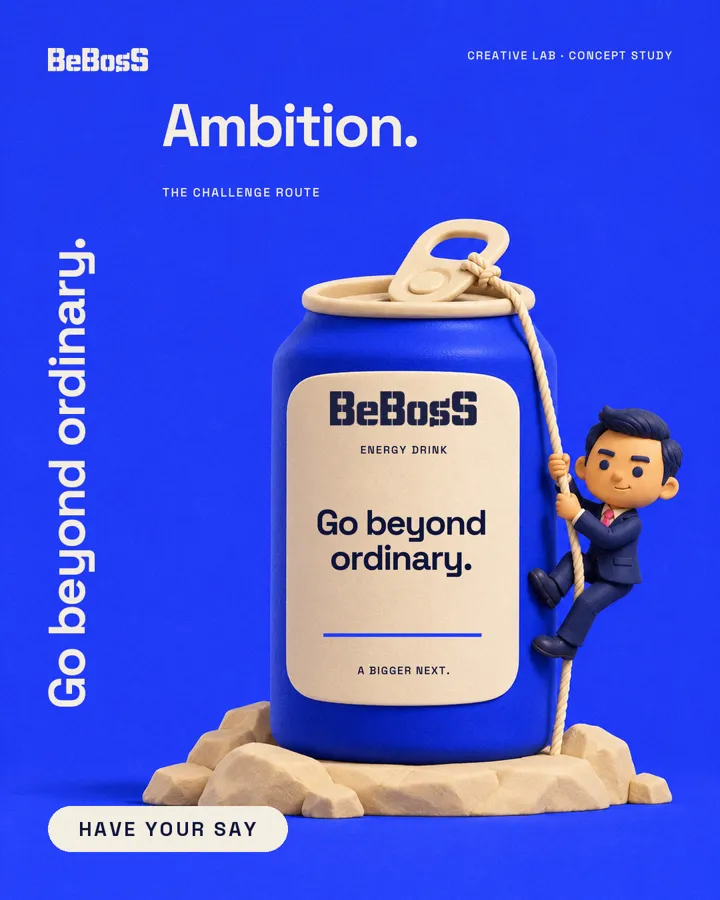 BeBosS
CREATIVE LAB · CONCEPT STUDY
Ambition.
THE CHALLENGE ROUTE
Go beyond ordinary.
BeBosS
ENERGY DRINK
Go beyond
ordinary.
A BIGGER NEXT.
HAVE YOUR SAY